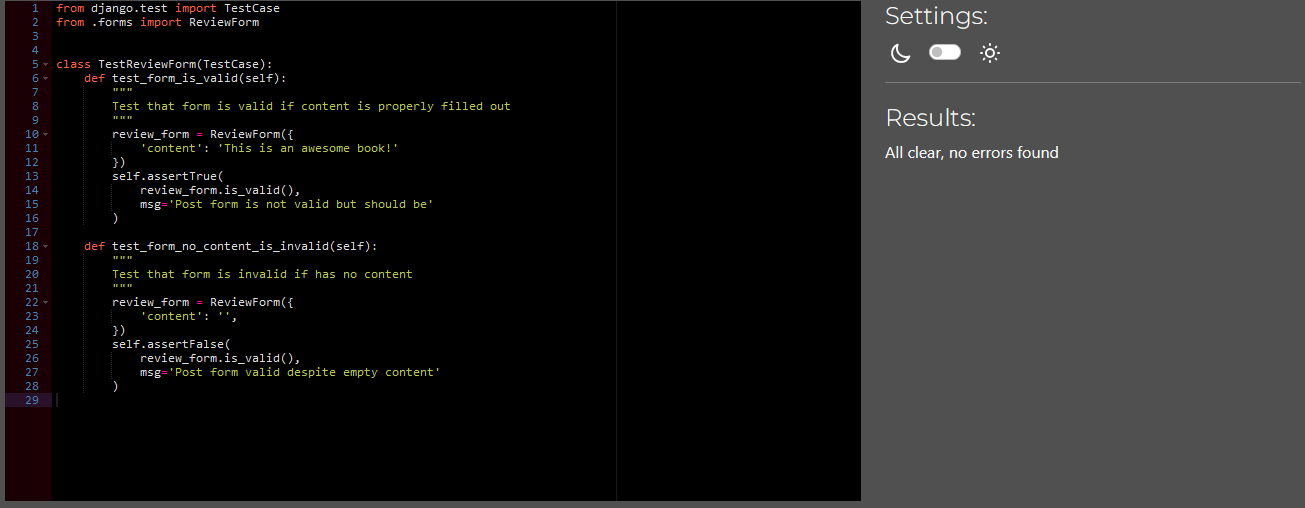 1 from django.test import TestCase
2 from .forms import ReviewForm
3
4
5 class TestReviewForm(TestCase):
6     def test_form_is_valid(self):
7         """
8         Test that form is valid if content is properly filled out
9         """
10         review_form = ReviewForm({
11             'content': 'This is an awesome book!'
12         })
13         self.assertTrue(
14             review_form.is_valid(),
15             msg='Post form is not valid but should be'
16         )
17
18     def test_form_no_content_is_invalid(self):
19         """
20         Test that form is invalid if has no content
21         """
22         review_form = ReviewForm({
23             'content': '',
24         })
25         self.assertFalse(
26             review_form.is_valid(),
27             msg='Post form valid despite empty content'
28         )
29
Settings:
Results:
All clear, no errors found